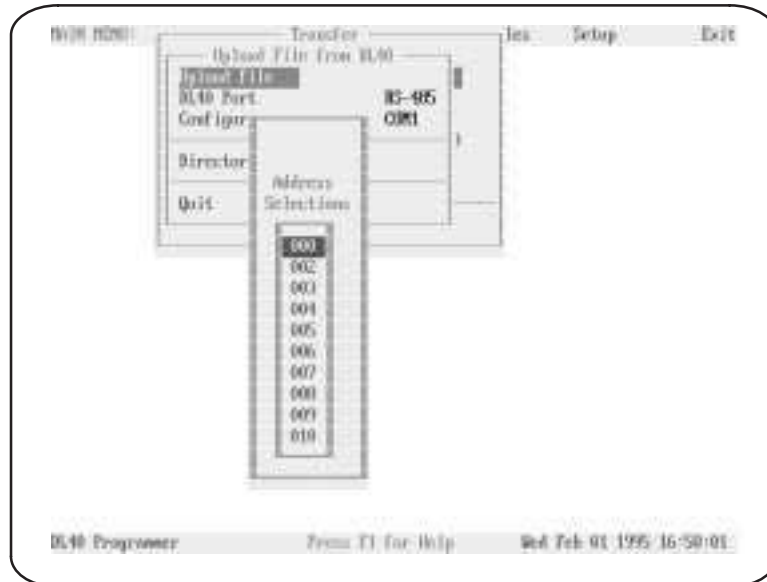 MAIN MENU: Transfer les Setup Exit
Upload File from DL40
Upload File
DL40 Port RS-485
Configur COM1
Director
Quit
Address
Selections
000
002
003
004
005
006
007
008
009
010
DL40 Programmer Press F1 for Help Wed Feb 01 1995 16:50:01